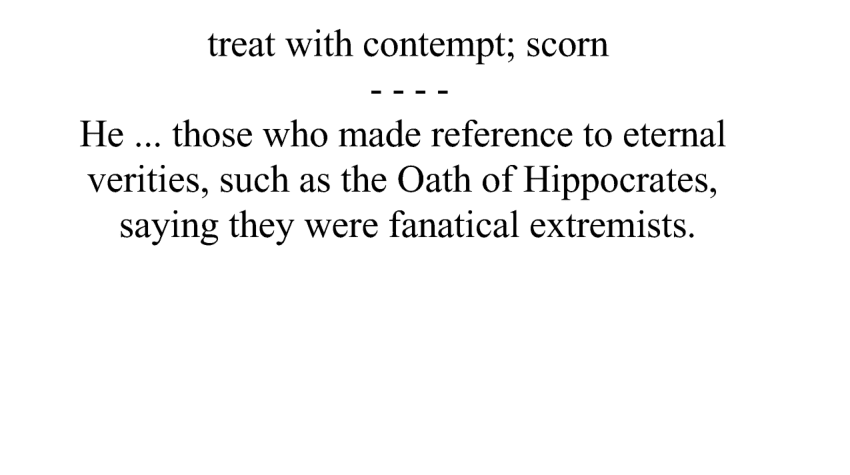 treat with contempt; scorn
- - - -
He ... those who made reference to eternal
verities, such as the Oath of Hippocrates,
saying they were fanatical extremists.